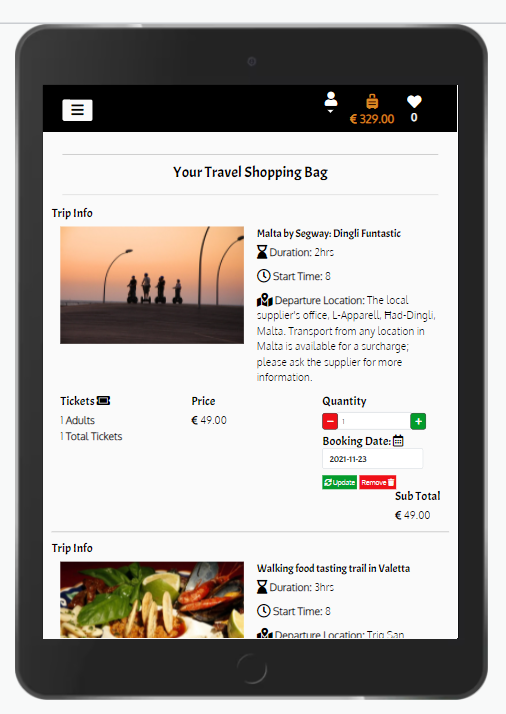 € 329.00
0
Your Travel Shopping Bag
Trip Info
Malta by Segway: Dingli Funtastic
Duration: 2hrs
Start Time: 8
Departure Location: The local
supplier's office, L-Apparell, Ħad-Dingli,
Malta. Transport from any location in
Malta is available for a surcharge;
please ask the supplier for more
information.
Tickets
Price
Quantity
1 Adults
€ 49.00
1
1 Total Tickets
Booking Date:
2021-11-23
Update
Remove
Sub Total
€ 49.00
Trip Info
Walking food tasting trail in Valetta
Duration: 3hrs
Start Time: 8
Departure Location: Triq San